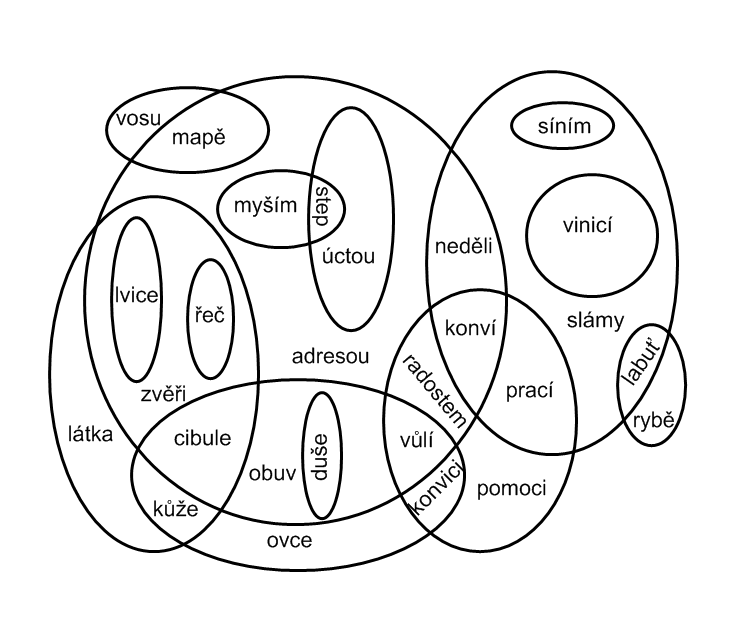 vosu
mapě
síním
myším
step
vinicí
neděli
úctou
lvice
řeč
slámy
konví
adresou
labuť
radostem
prací
zvěři
rybě
látka
cibule
vůlí
duše
obuv
konvici
pomoci
kůže
ovce